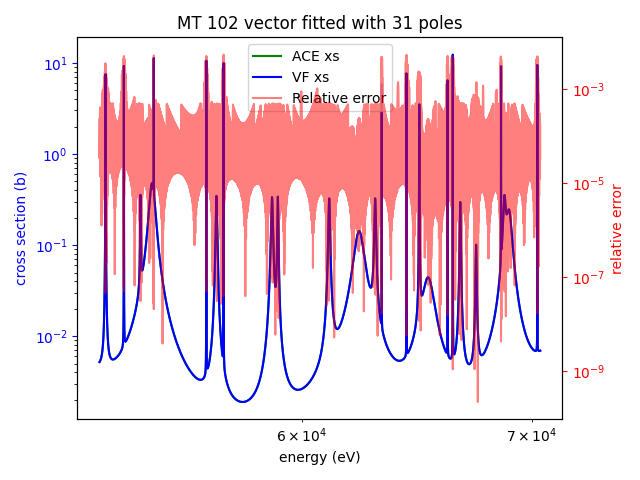 MT 102 vector fitted with 31 poles
ACE xs
VF xs
Relative error
10¹
10⁰
10⁻¹
10⁻²
cross section (b)
10⁻³
10⁻⁵
10⁻⁷
10⁻⁹
relative error
6 × 10⁴
7 × 10⁴
energy (eV)